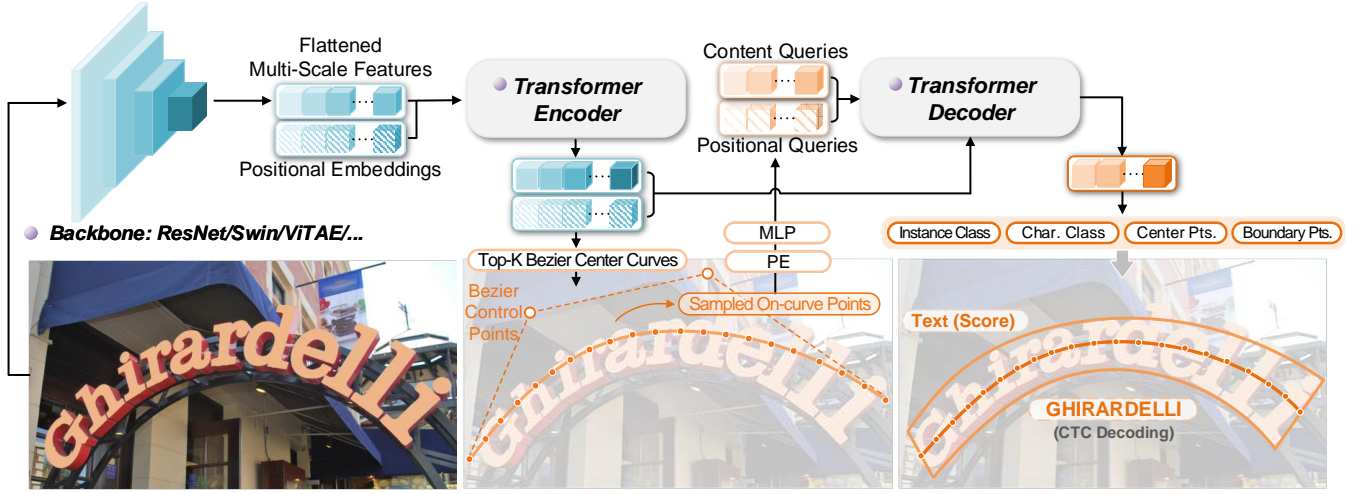 Flattened
Multi-Scale Features
Positional Embeddings
Transformer
Encoder
Content Queries
Positional Queries
Transformer
Decoder
Backbone: ResNet/Swin/ViTAE/...
MLP
PE
Top-K Bezier Center Curves
Instance Class
Char. Class
Center Pts.
Boundary Pts.
Ghirardelli
Bezier
Control
Points
Sampled On-curve Points
Ghirardelli
Text (Score)
Ghirardelli
GHIRARDELLI
(CTC Decoding)